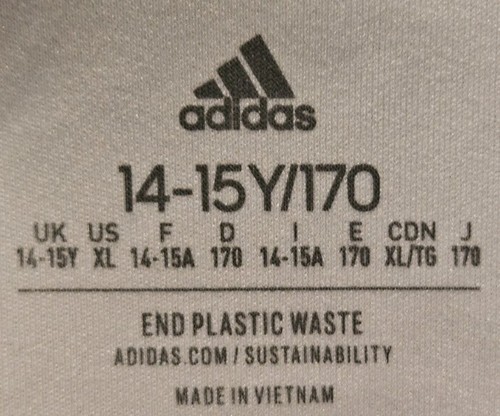 adidas
14-15Y/170
UK US F D I E CDN J
14-15Y XL 14-15A 170 14-15A 170 XL/TG 170
END PLASTIC WASTE
ADIDAS.COM / SUSTAINABILITY
MADE IN VIETNAM